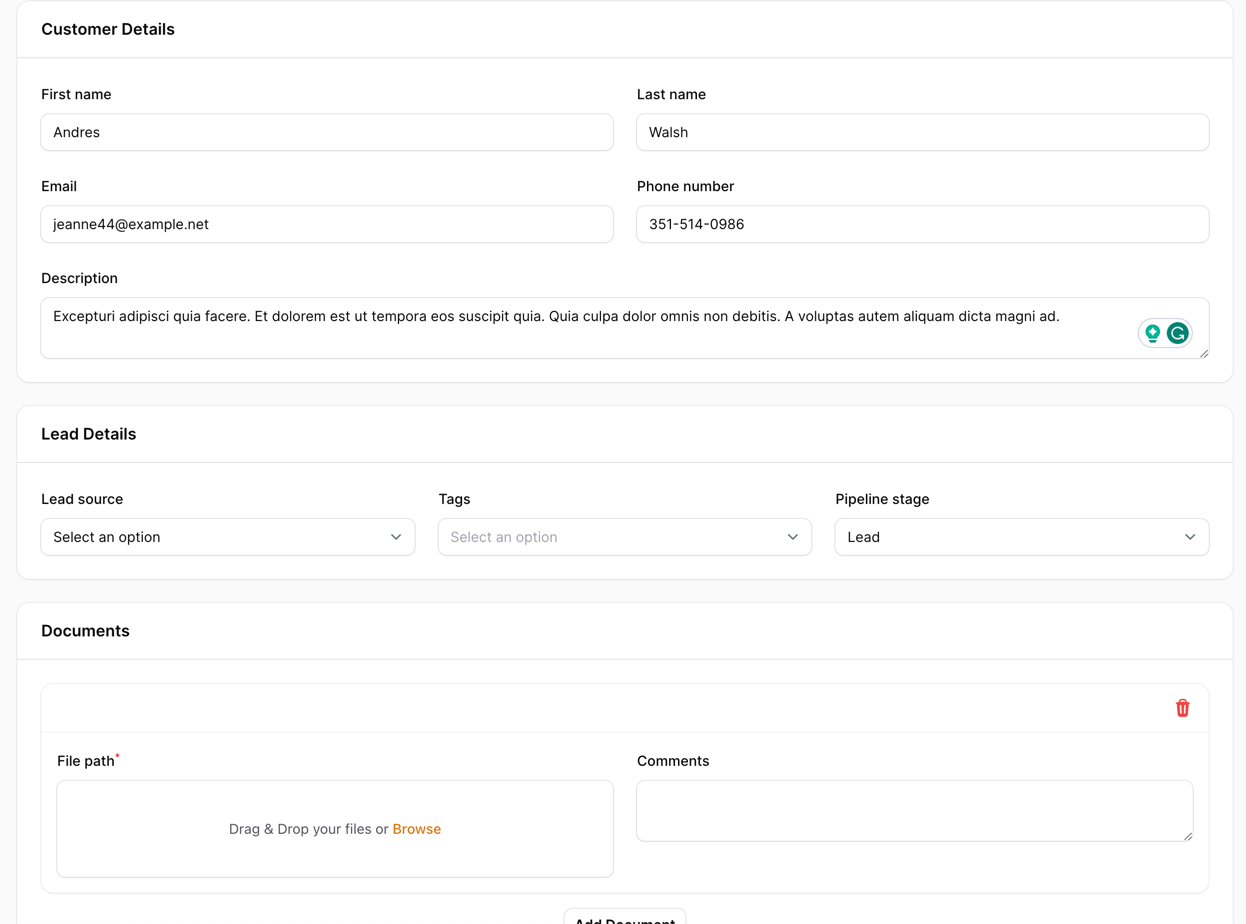 Customer Details
First name Last name
Andres Walsh
Email Phone number
jeanne44@example.net 351-514-0986
Description
Excepturi adipisci quia facere. Et dolorem est ut tempora eos suscipit quia. Quia culpa dolor omnis non debitis. A voluptas autem aliquam dicta magni ad.
Lead Details
Lead source Tags Pipeline stage
Select an option Select an option Lead
Documents
File path* Comments
Drag & Drop your files or Browse
Add Document